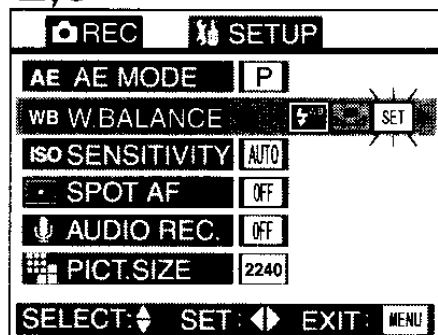 REC SETUP
AE AE MODE P
WB W.BALANCE SET
ISO SENSITIVITY AUTO
SPOT AF OFF
AUDIO REC. OFF
PICT.SIZE 2240
SELECT: SET: EXIT: MENU